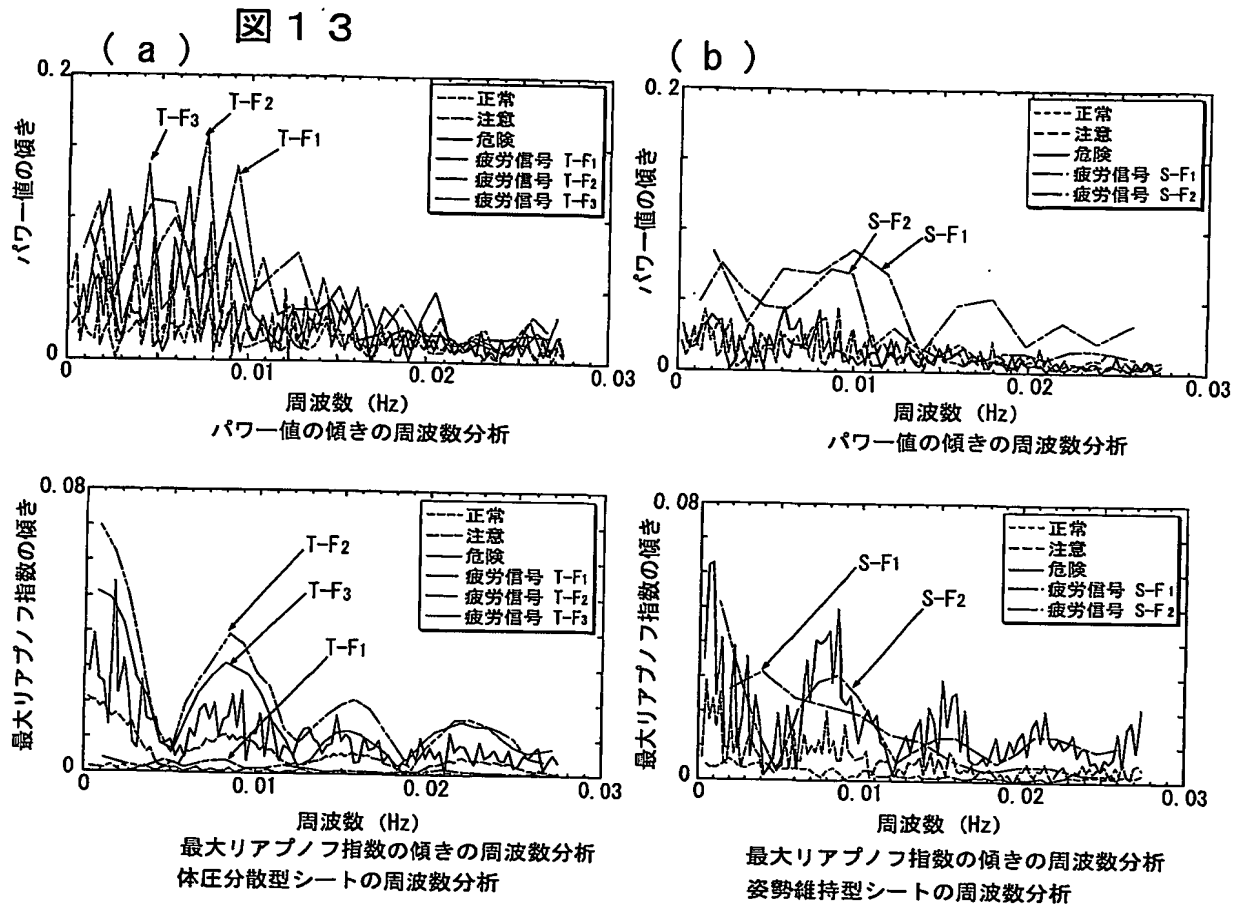 図13
(a)
0.2
パワー値の傾き
0
T-F3
T-F2
T-F1
正常
注意
危険
疲労信号 T-F1
疲労信号 T-F2
疲労信号 T-F3
0 0.01 0.02 0.03
周波数 (Hz)
パワー値の傾きの周波数分析
(b)
0.2
パワー値の傾き
0
S-F2
S-F1
正常
注意
危険
疲労信号 S-F1
疲労信号 S-F2
0 0.01 0.02 0.03
周波数 (Hz)
パワー値の傾きの周波数分析
0.08
最大リアプノフ指数の傾き
0
T-F2
T-F3
T-F1
正常
注意
危険
疲労信号 T-F1
疲労信号 T-F2
疲労信号 T-F3
0 0.01 0.02 0.03
周波数 (Hz)
最大リアプノフ指数の傾きの周波数分析
体圧分散型シートの周波数分析
0.08
最大リアプノフ指数の傾き
0
S-F1
S-F2
正常
注意
危険
疲労信号 S-F1
疲労信号 S-F2
0 0.01 0.02 0.03
周波数 (Hz)
最大リアプノフ指数の傾きの周波数分析
姿勢維持型シートの周波数分析